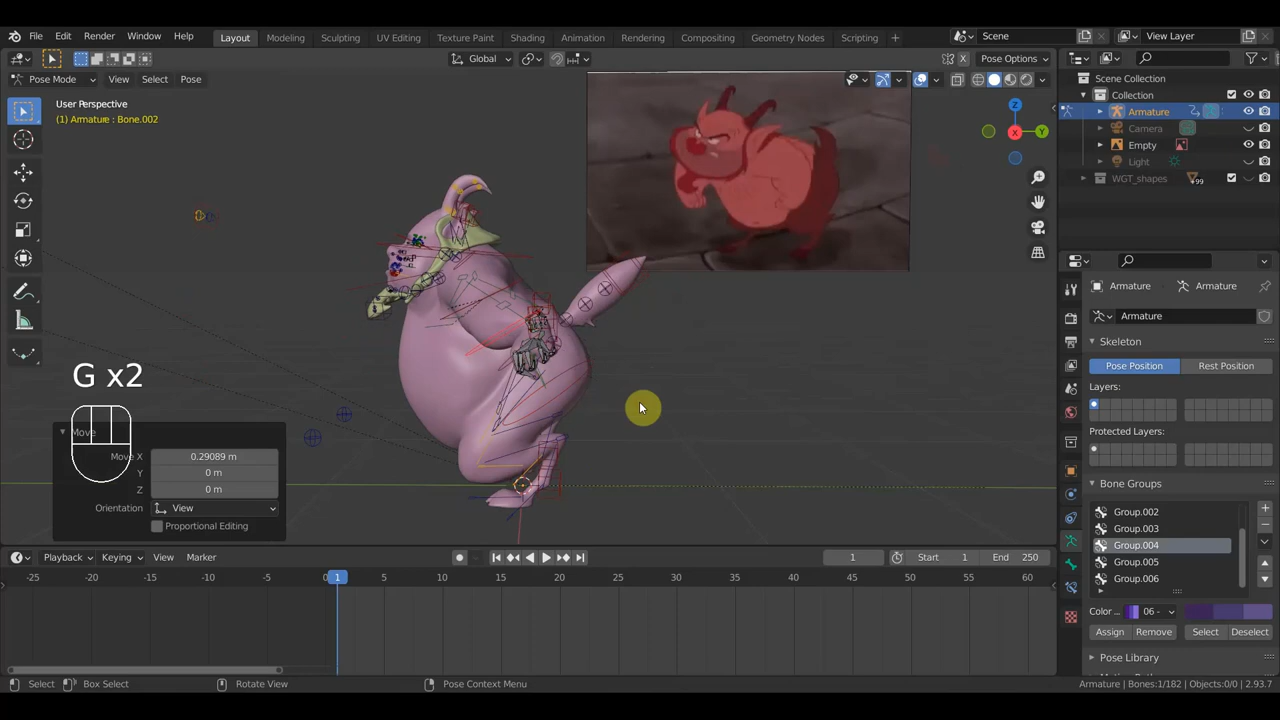 File Edit Render Window Help Layout Modeling Sculpting UV Editing Texture Paint Shading Animation Rendering Compositing Geometry Nodes Scripting + Scene View Layer
Global Pose Options
Pose Mode View Select Pose
User Perspective
(1) Armature : Bone.002
Z
X
Y
G x2
Move
Move X 0.29089 m
Y 0 m
Z 0 m
Orientation View
Proportional Editing
Scene Collection
Collection
Armature
Camera
Empty
Light
WGT_shapes 99
Armature Armature
Armature
Skeleton
Pose Position Rest Position
Layers:
Protected Layers:
Bone Groups
Group.002
Group.003
Group.004
Group.005
Group.006
Color ... 06 -
Assign Remove Select Deselect
Pose Library
Playback Keying View Marker 1 Start 1 End 250
-25 -20 -15 -10 -5 0 1 5 10 15 20 25 30 35 40 45 50 55 60
Select Box Select Rotate View Pose Context Menu Armature | Bones:1/182 | Objects:0/0 | 2.93.7